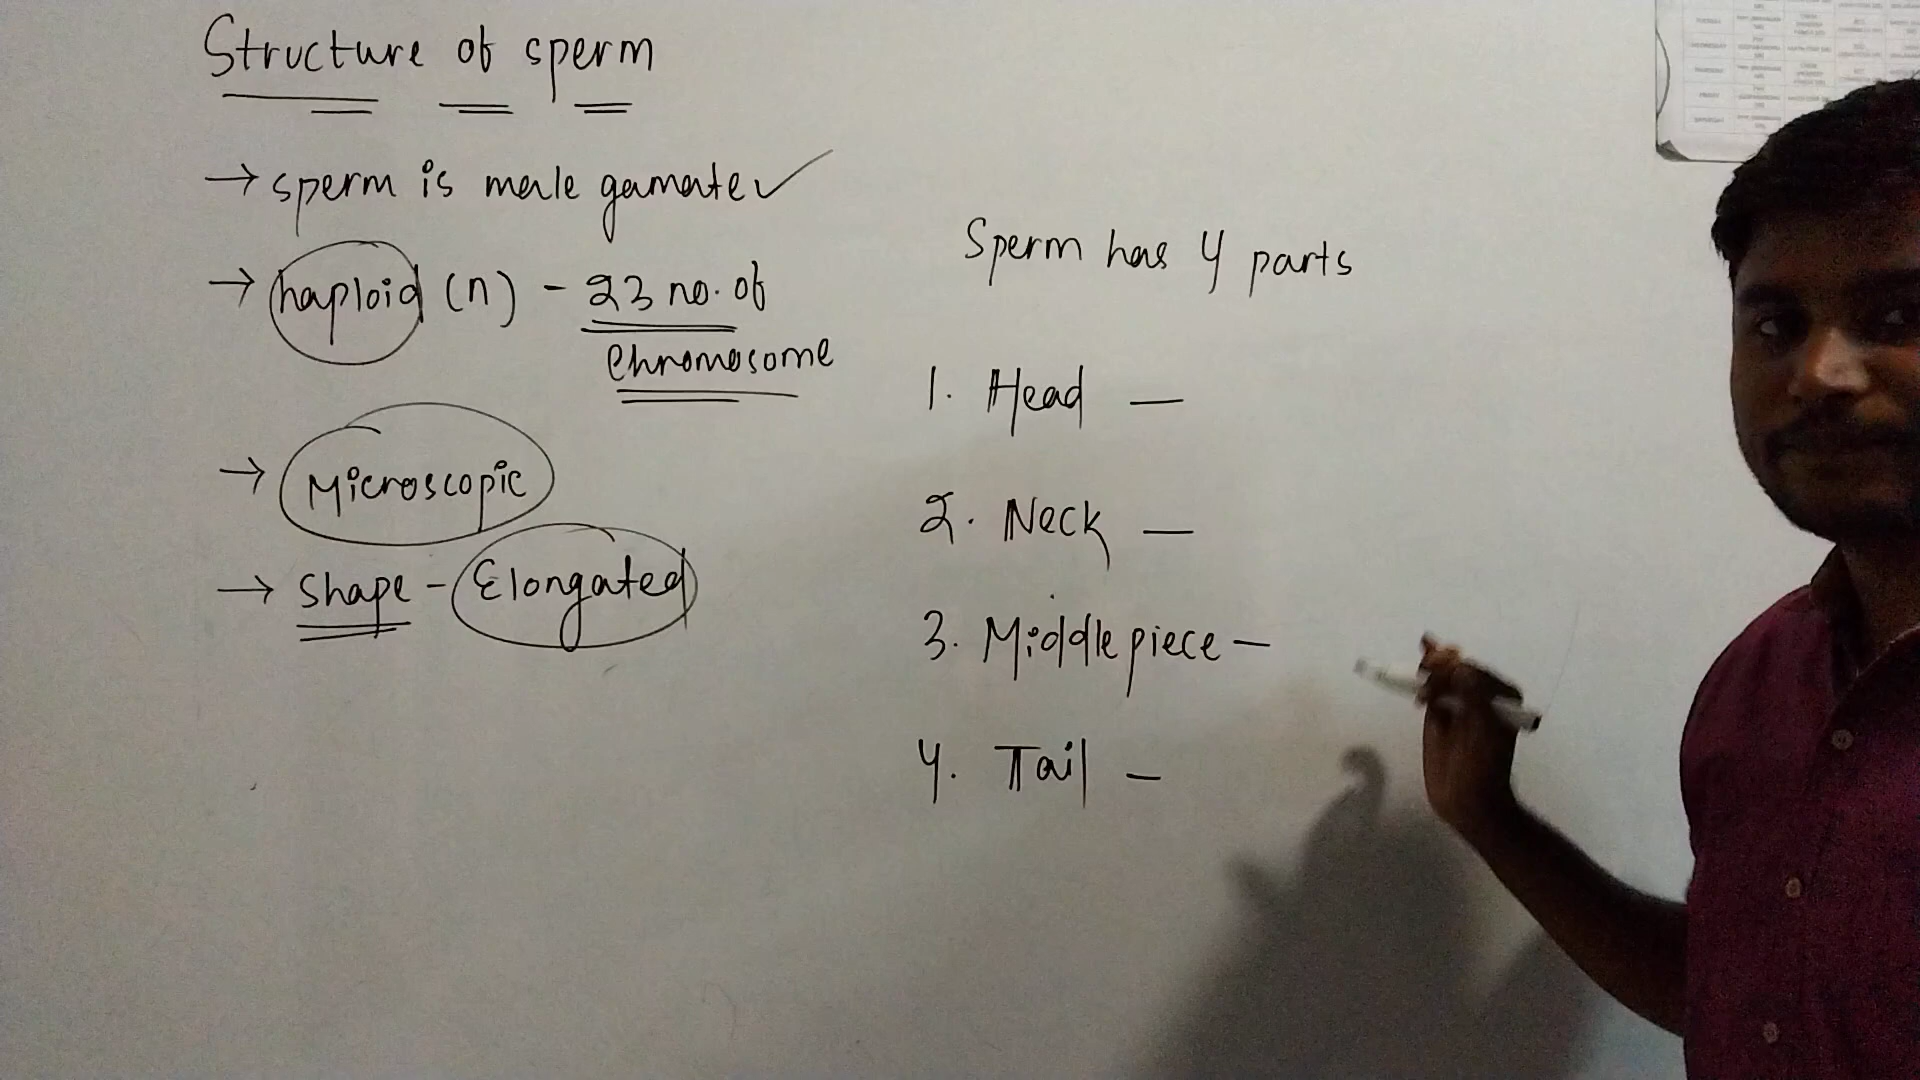 Structure of sperm
→ sperm is male gamate ✓
→ haploid (n) - 23 no. of
chromosome
→ Microscopic
→ shape - Elongated
Sperm has 4 parts
1. Head —
2. Neck —
3. Middle piece —
4. Tail —